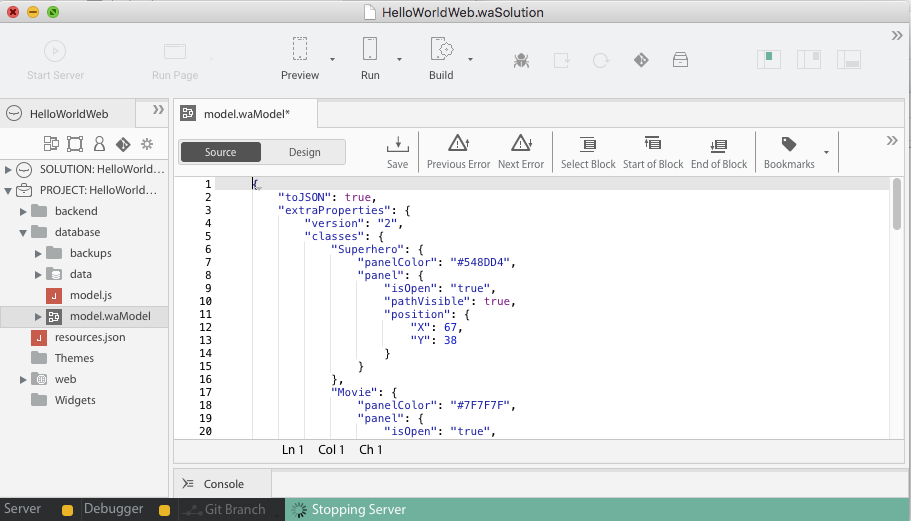 HelloWorldWeb.waSolution
Start Server
Run Page
Preview
Run
Build
HelloWorldWeb
model.waModel*
Source
Design
Save
Previous Error
Next Error
Select Block
Start of Block
End of Block
Bookmarks
SOLUTION: HelloWorld...
PROJECT: HelloWorld...
backend
database
backups
data
model.js
model.waModel
resources.json
Themes
web
Widgets
1 {
2 "toJSON": true,
3 "extraProperties": {
4 "version": "2",
5 "classes": {
6 "Superhero": {
7 "panelColor": "#548DD4",
8 "panel": {
9 "isOpen": "true",
10 "pathVisible": true,
11 "position": {
12 "X": 67,
13 "Y": 38
14 }
15 }
16 },
17 "Movie": {
18 "panelColor": "#7F7F7F",
19 "panel": {
20 "isOpen": "true",
Ln 1 Col 1 Ch 1
Console
Server
Debugger
Git Branch
Stopping Server